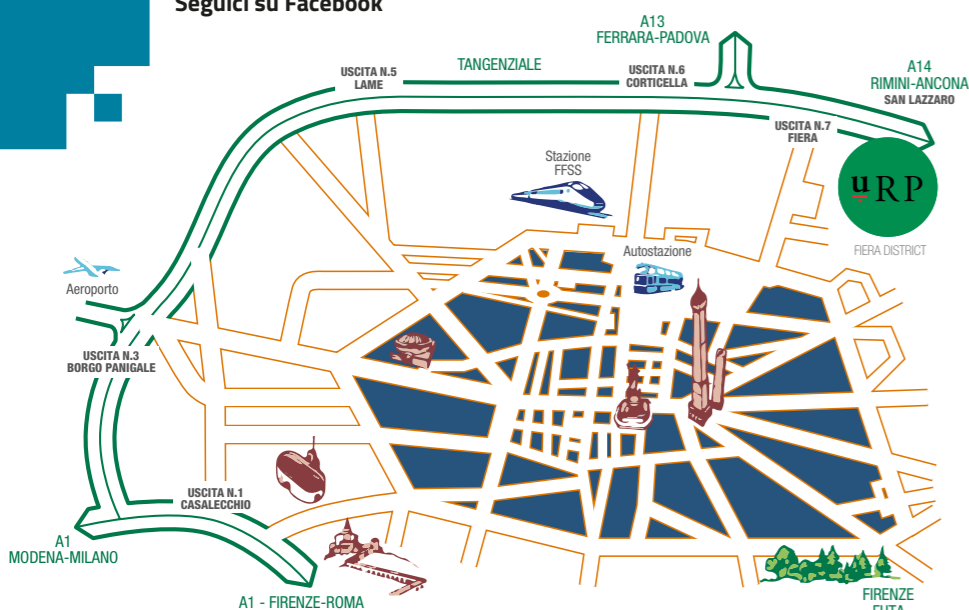 Seguici su Facebook
A13
FERRARA-PADOVA
TANGENZIALE
USCITA N.5
LAME
USCITA N.6
CORTICELLA
A14
RIMINI-ANCONA
SAN LAZZARO
USCITA N.7
FIERA
Stazione
FFSS
uRP
FIERA DISTRICT
Autostazione
Aeroporto
USCITA N.3
BORGO PANIGALE
USCITA N.1
CASALECCHIO
A1
MODENA-MILANO
A1 - FIRENZE-ROMA
FIRENZE
FUTA